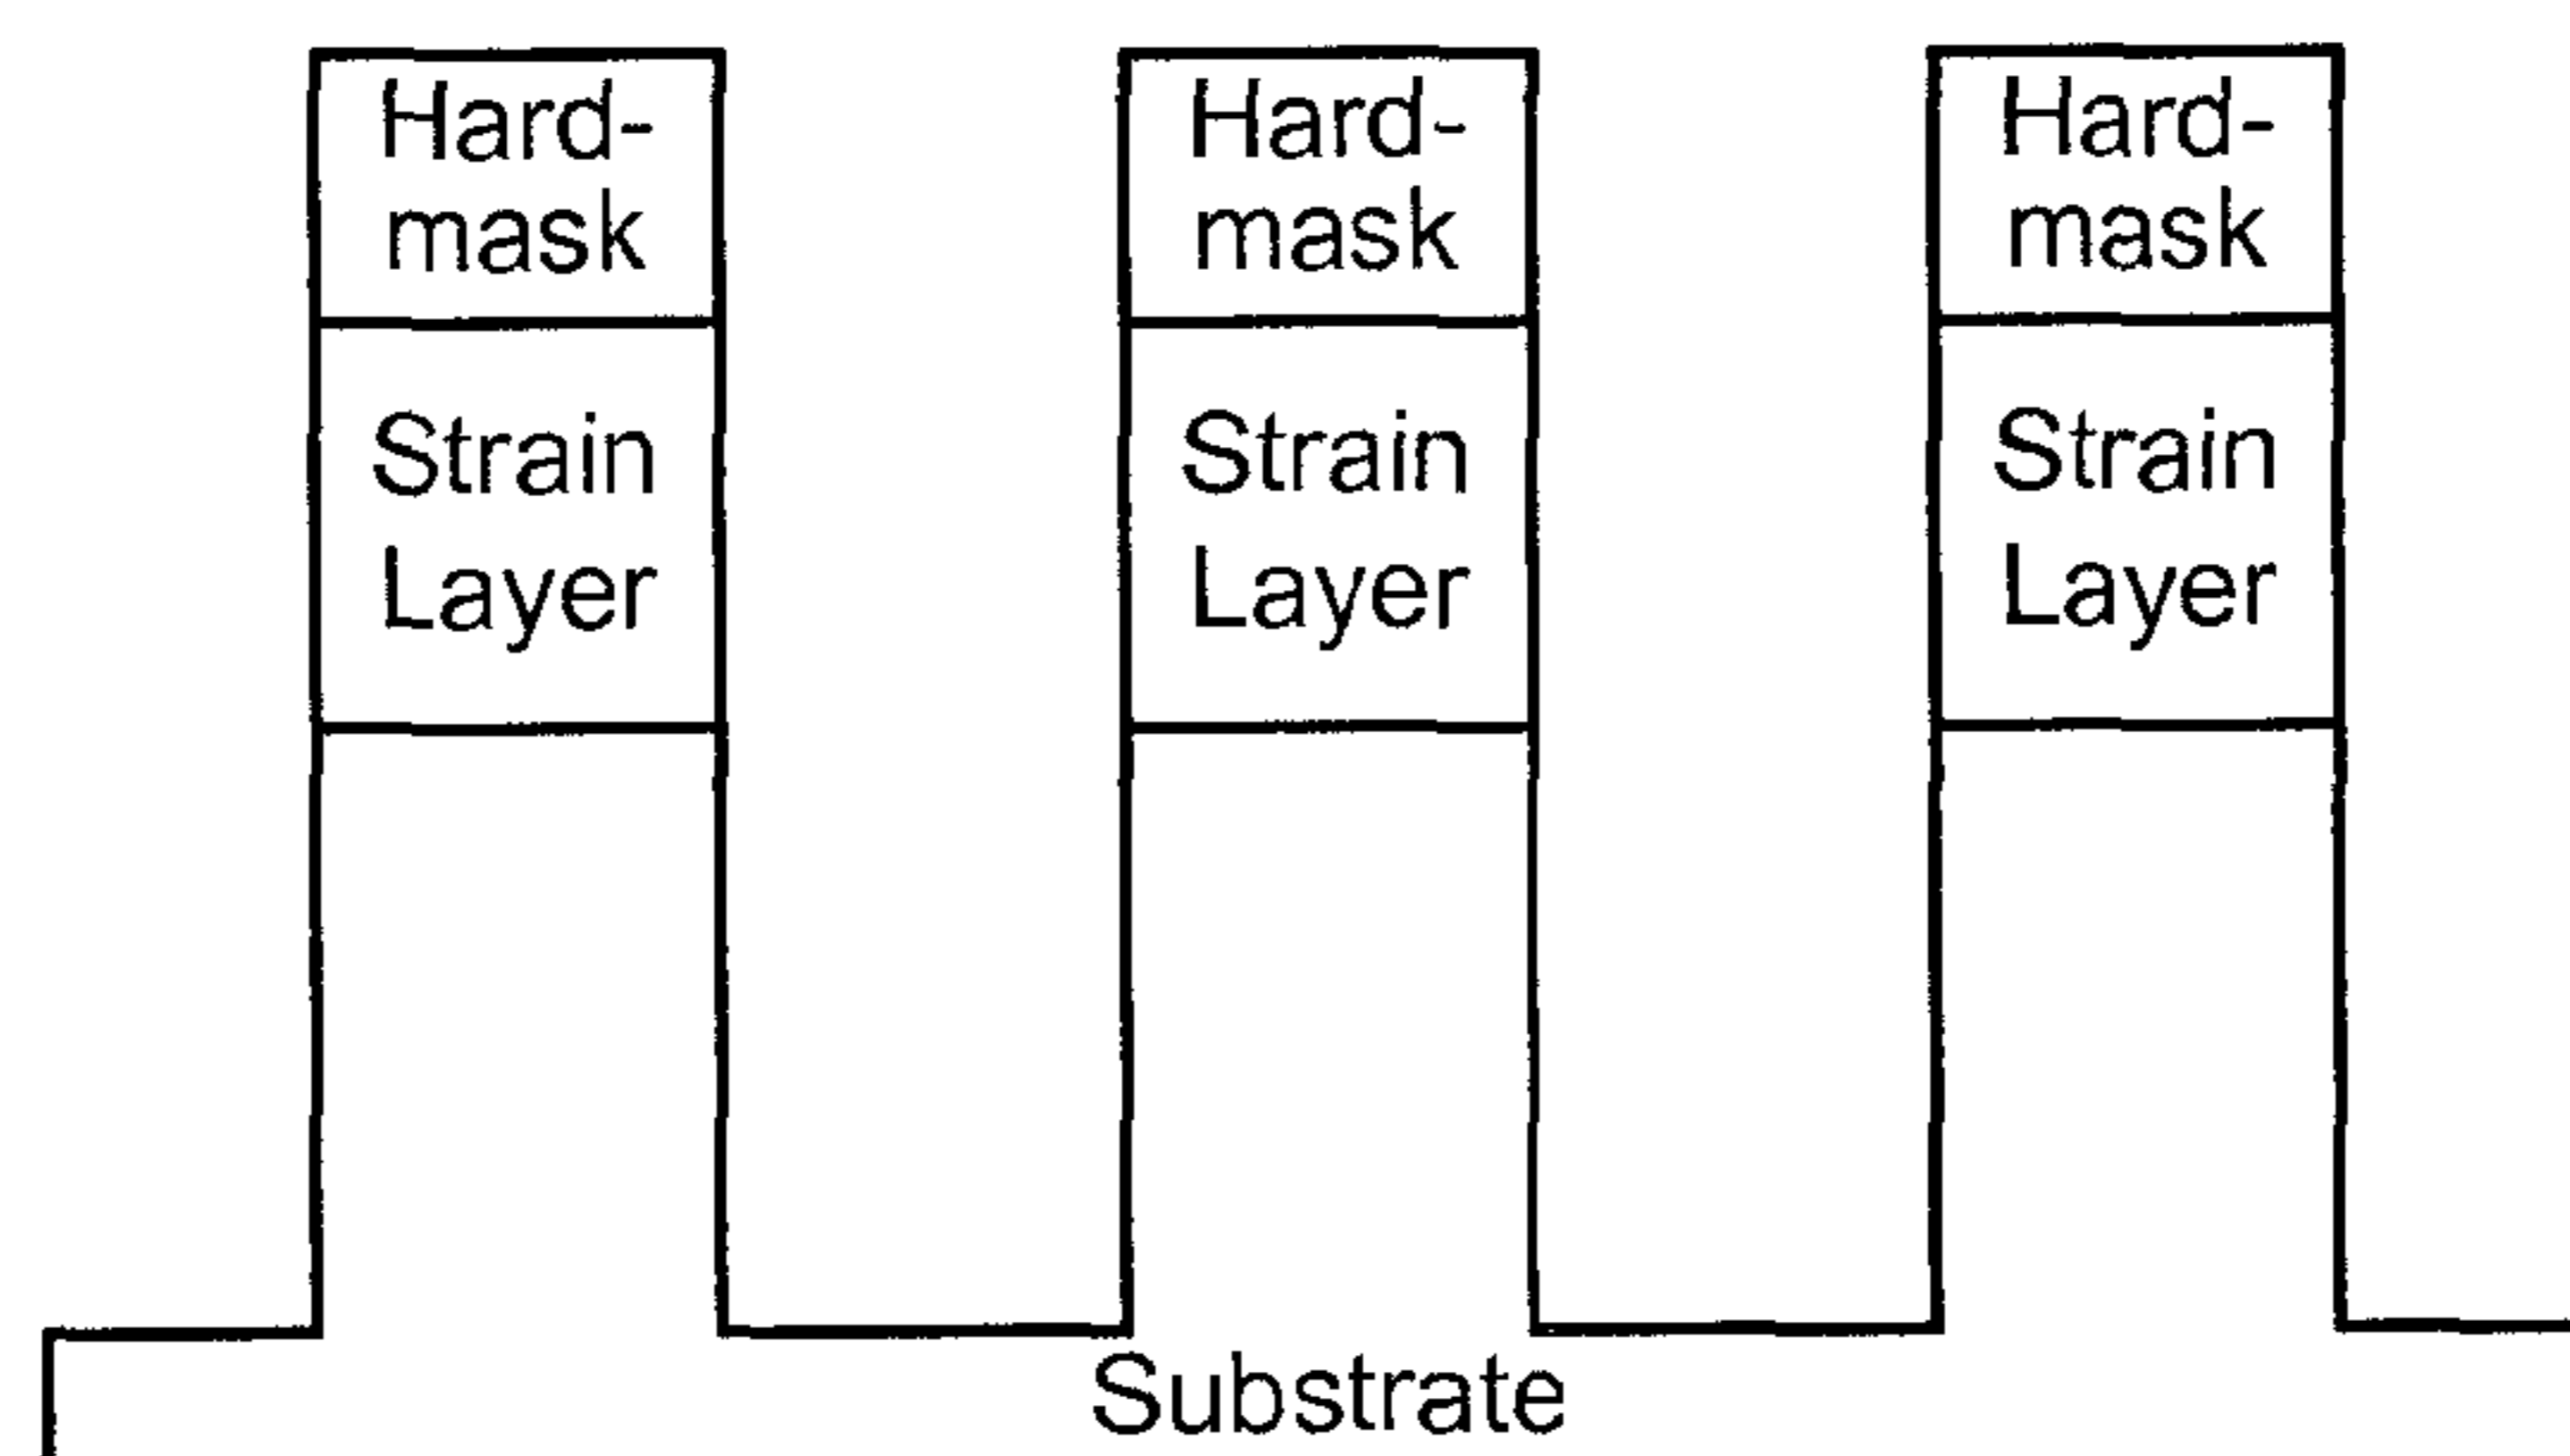 Hard-
mask
Hard-
mask
Hard-
mask
Strain
Layer
Strain
Layer
Strain
Layer
Substrate